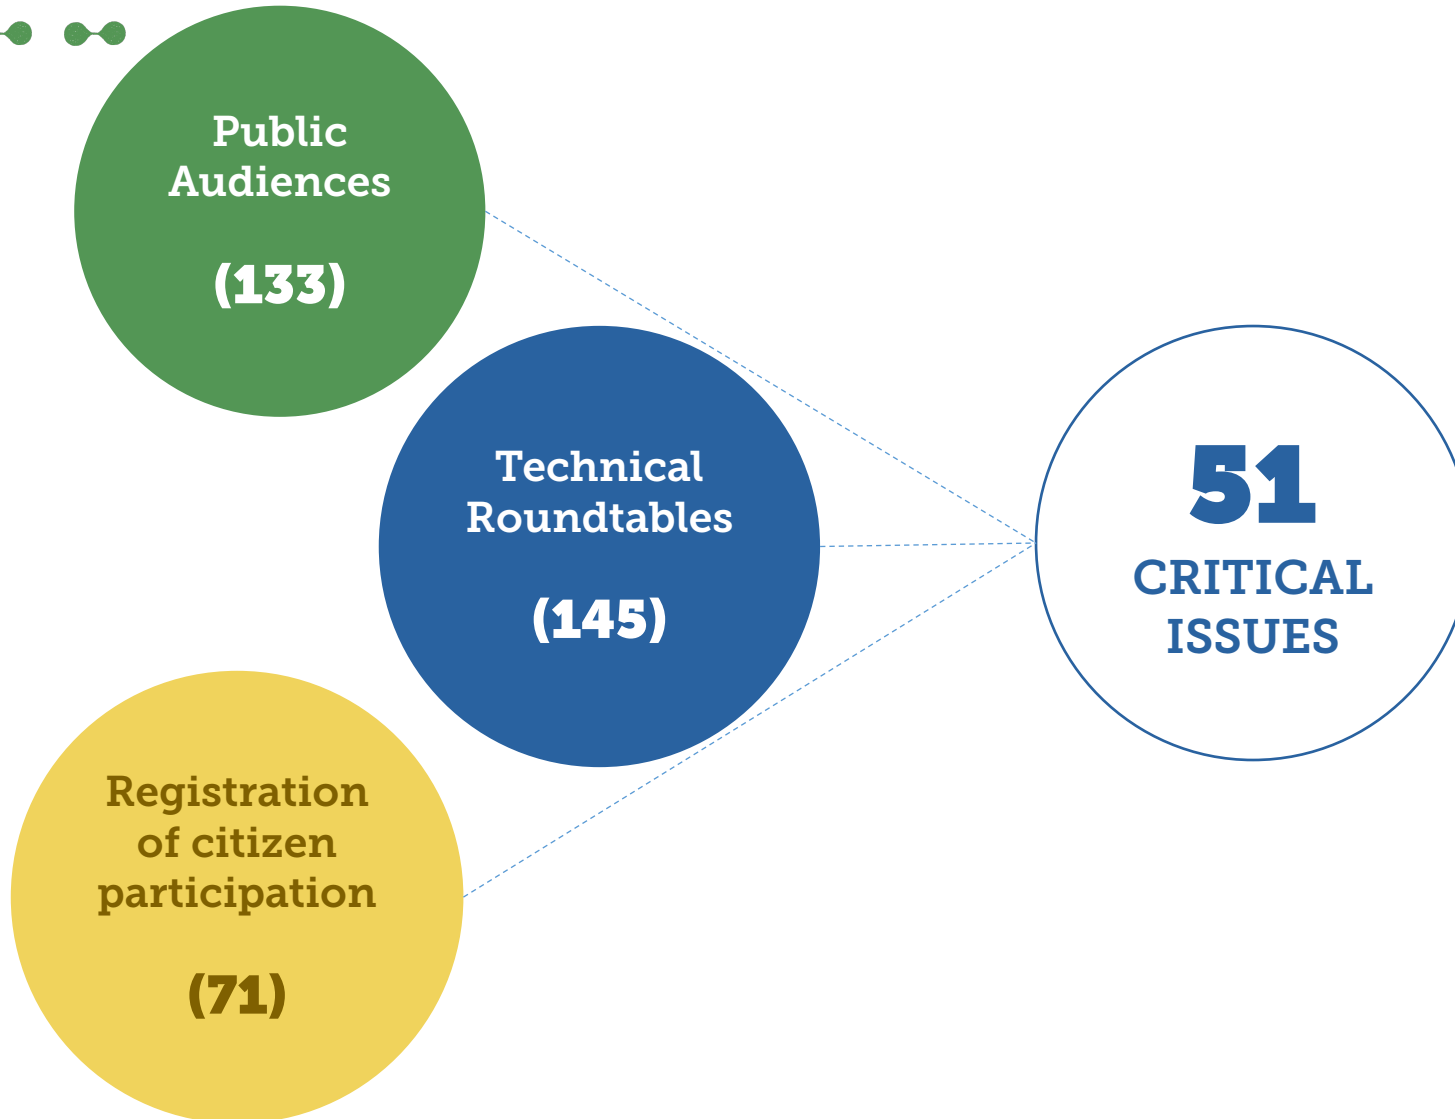 Public
Audiences
(133)
Technical
Roundtables
(145)
Registration
of citizen
participation
(71)
51
CRITICAL
ISSUES